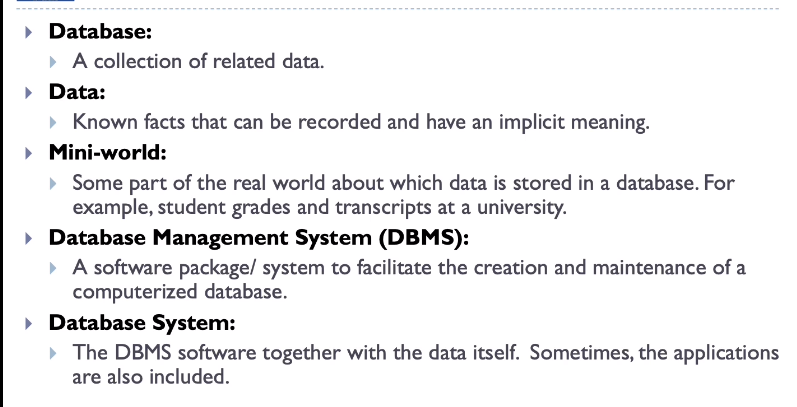 Database:
A collection of related data.
Data:
Known facts that can be recorded and have an implicit meaning.
Mini-world:
Some part of the real world about which data is stored in a database. For
example, student grades and transcripts at a university.
Database Management System (DBMS):
A software package/ system to facilitate the creation and maintenance of a
computerized database.
Database System:
The DBMS software together with the data itself.  Sometimes, the applications
are also included.